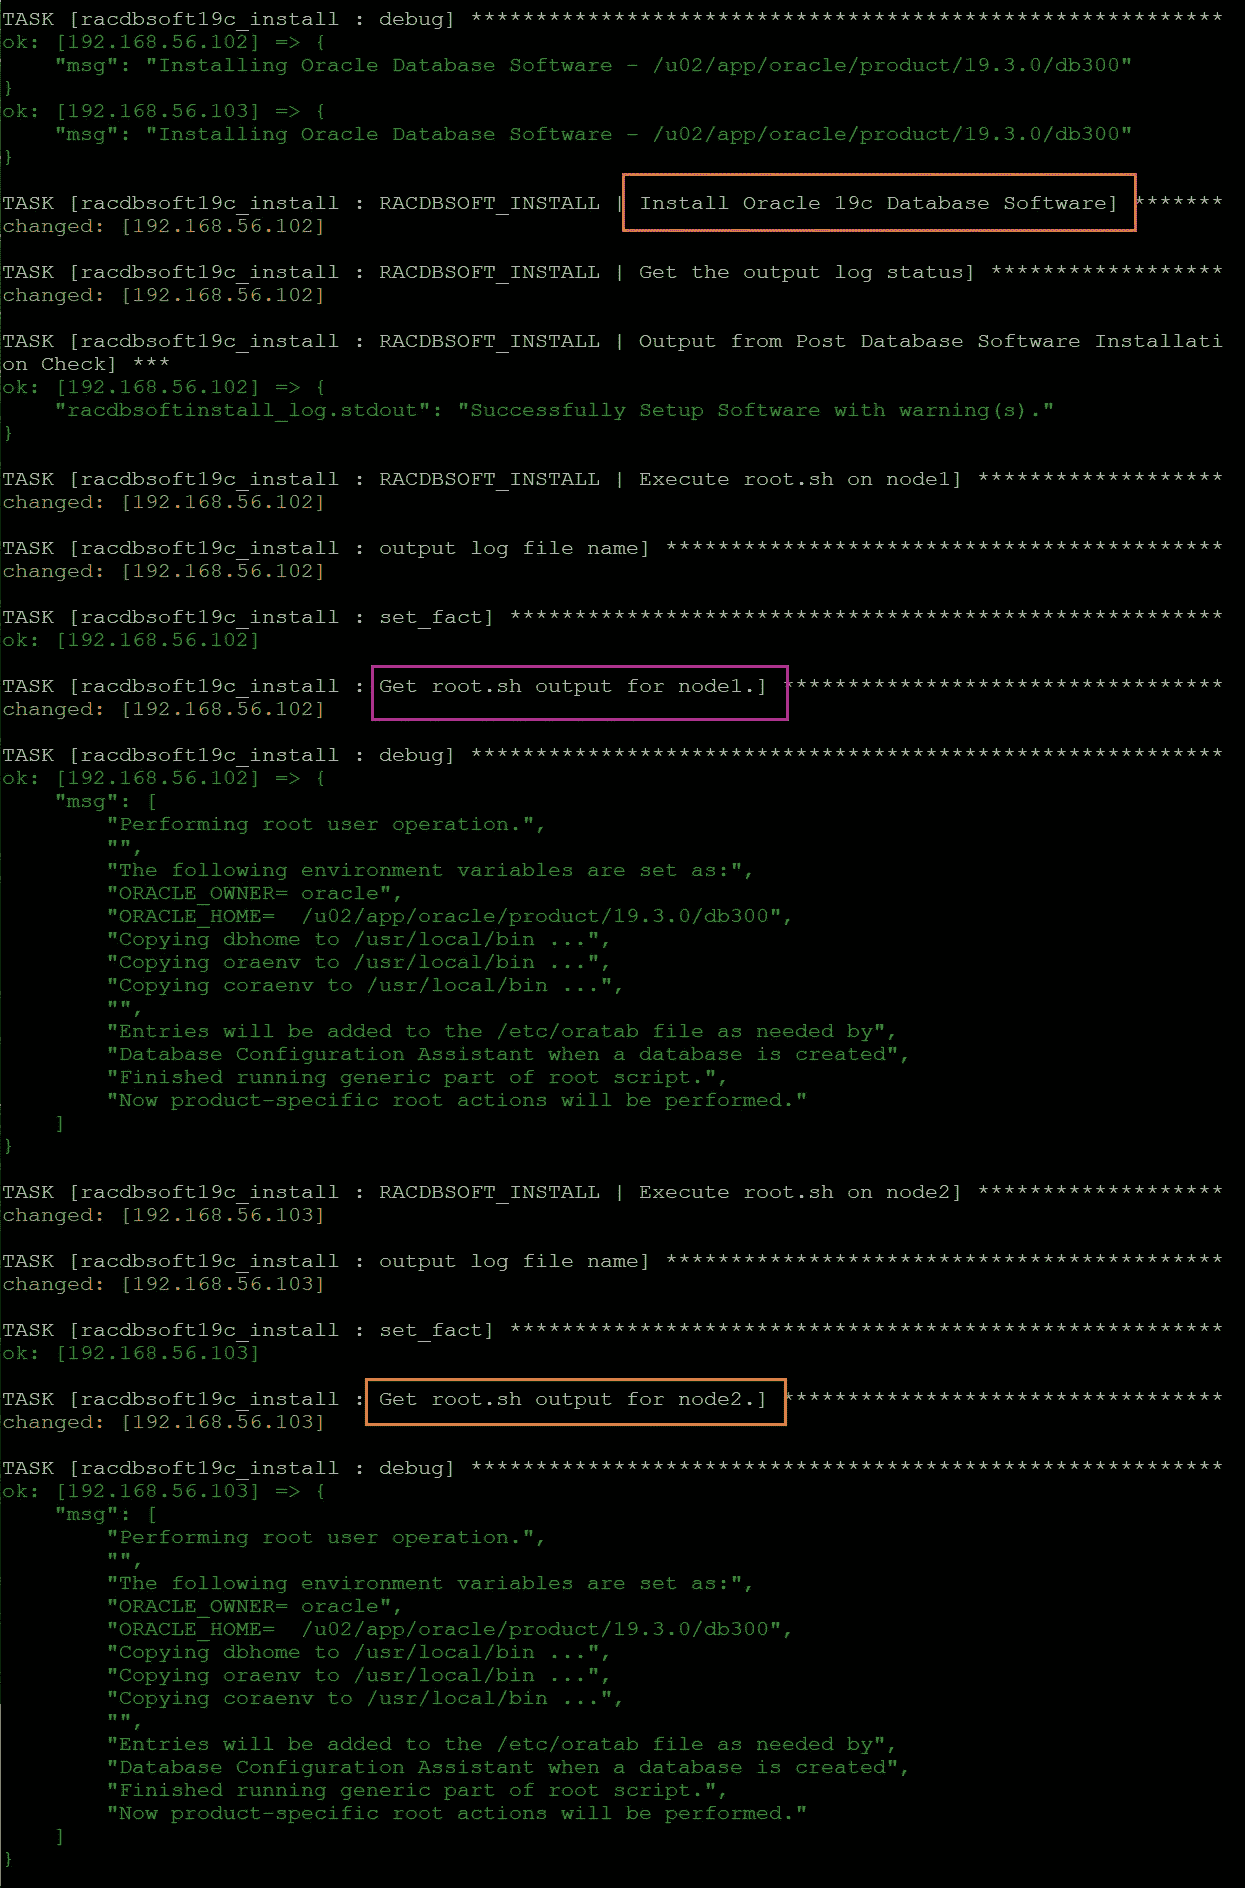 TASK [racdbsoft19c_install : debug] **********************************************************
ok: [192.168.56.102] => {
    "msg": "Installing Oracle Database Software - /u02/app/oracle/product/19.3.0/db300"
}
ok: [192.168.56.103] => {
    "msg": "Installing Oracle Database Software - /u02/app/oracle/product/19.3.0/db300"
}
TASK [racdbsoft19c_install : RACDBSOFT_INSTALL | Install Oracle 19c Database Software] *******
changed: [192.168.56.102]
TASK [racdbsoft19c_install : RACDBSOFT_INSTALL | Get the output log status] ******************
changed: [192.168.56.102]
TASK [racdbsoft19c_install : RACDBSOFT_INSTALL | Output from Post Database Software Installati
on Check] ***
ok: [192.168.56.102] => {
    "racdbsoftinstall_log.stdout": "Successfully Setup Software with warning(s)."
}
TASK [racdbsoft19c_install : RACDBSOFT_INSTALL | Execute root.sh on node1] *******************
changed: [192.168.56.102]
TASK [racdbsoft19c_install : output log file name] *******************************************
changed: [192.168.56.102]
TASK [racdbsoft19c_install : set_fact] *******************************************************
ok: [192.168.56.102]
TASK [racdbsoft19c_install : Get root.sh output for node1.] **********************************
changed: [192.168.56.102]
TASK [racdbsoft19c_install : debug] **********************************************************
ok: [192.168.56.102] => {
    "msg": [
        "Performing root user operation.",
        "",
        "The following environment variables are set as:",
        "ORACLE_OWNER= oracle",
        "ORACLE_HOME=  /u02/app/oracle/product/19.3.0/db300",
        "Copying dbhome to /usr/local/bin ...",
        "Copying oraenv to /usr/local/bin ...",
        "Copying coraenv to /usr/local/bin ...",
        "",
        "Entries will be added to the /etc/oratab file as needed by",
        "Database Configuration Assistant when a database is created",
        "Finished running generic part of root script.",
        "Now product-specific root actions will be performed."
    ]
}
TASK [racdbsoft19c_install : RACDBSOFT_INSTALL | Execute root.sh on node2] *******************
changed: [192.168.56.103]
TASK [racdbsoft19c_install : output log file name] *******************************************
changed: [192.168.56.103]
TASK [racdbsoft19c_install : set_fact] *******************************************************
ok: [192.168.56.103]
TASK [racdbsoft19c_install : Get root.sh output for node2.] **********************************
changed: [192.168.56.103]
TASK [racdbsoft19c_install : debug] **********************************************************
ok: [192.168.56.103] => {
    "msg": [
        "Performing root user operation.",
        "",
        "The following environment variables are set as:",
        "ORACLE_OWNER= oracle",
        "ORACLE_HOME=  /u02/app/oracle/product/19.3.0/db300",
        "Copying dbhome to /usr/local/bin ...",
        "Copying oraenv to /usr/local/bin ...",
        "Copying coraenv to /usr/local/bin ...",
        "",
        "Entries will be added to the /etc/oratab file as needed by",
        "Database Configuration Assistant when a database is created",
        "Finished running generic part of root script.",
        "Now product-specific root actions will be performed."
    ]
}